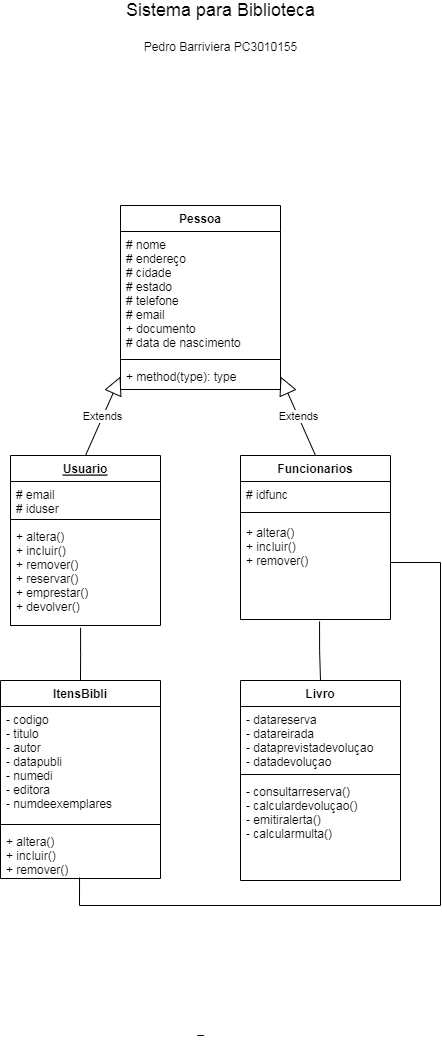 Sistema para Biblioteca
Pedro Barriviera PC3010155
Pessoa
# nome
# endereço
# cidade
# estado
# telefone
# email
+ documento
# data de nascimento
+ method(type): type
Extends
Extends
Usuario
# email
# iduser
+ altera()
+ incluir()
+ remover()
+ reservar()
+ emprestar()
+ devolver()
Funcionarios
# idfunc
+ altera()
+ incluir()
+ remover()
ItensBibli
- codigo
- titulo
- autor
- datapubli
- numedi
- editora
- numdeexemplares
+ altera()
+ incluir()
+ remover()
Livro
- datareserva
- datareirada
- dataprevistadevoluçao
- datadevoluçao
- consultarreserva()
- calculardevoluçao()
- emitiralerta()
- calcularmulta()
_